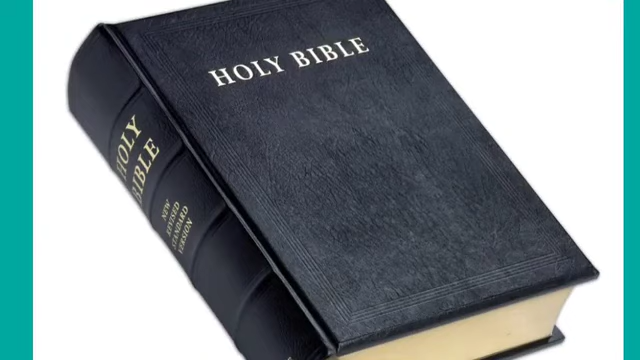 HOLY BIBLE
HOLY
BIBLE
NEW
REVISED
STANDARD
VERSION